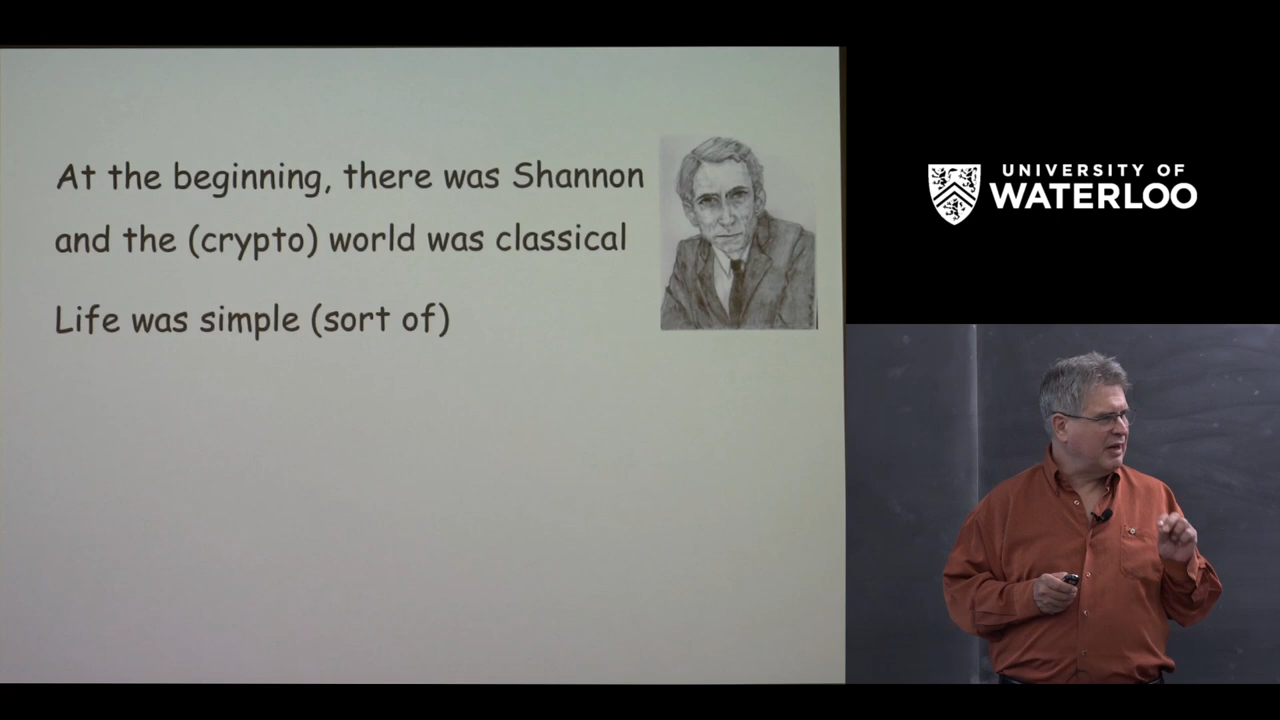 At the beginning, there was Shannon
and the (crypto) world was classical
Life was simple (sort of)
UNIVERSITY OF
WATERLOO